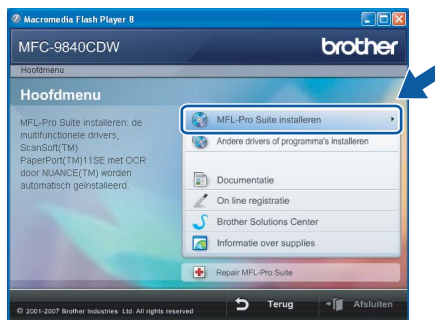 Macromedia Flash Player 8
MFC-9840CDW
brother
Hoofdmenu
Hoofdmenu
MFL-Pro Suite installeren: de
multifunctionele drivers,
ScanSoft(TM)
PaperPort(TM)11SE met OCR
door NUANCE(TM) worden
automatisch geïnstalleerd.
MFL-Pro Suite installeren
Andere drivers of programma's installeren
Documentatie
On line registratie
Brother Solutions Center
Informatie over supplies
Repair MFL-Pro Suite
© 2001-2007 Brother Industries Ltd. All rights reserved
Terug
Afsluiten